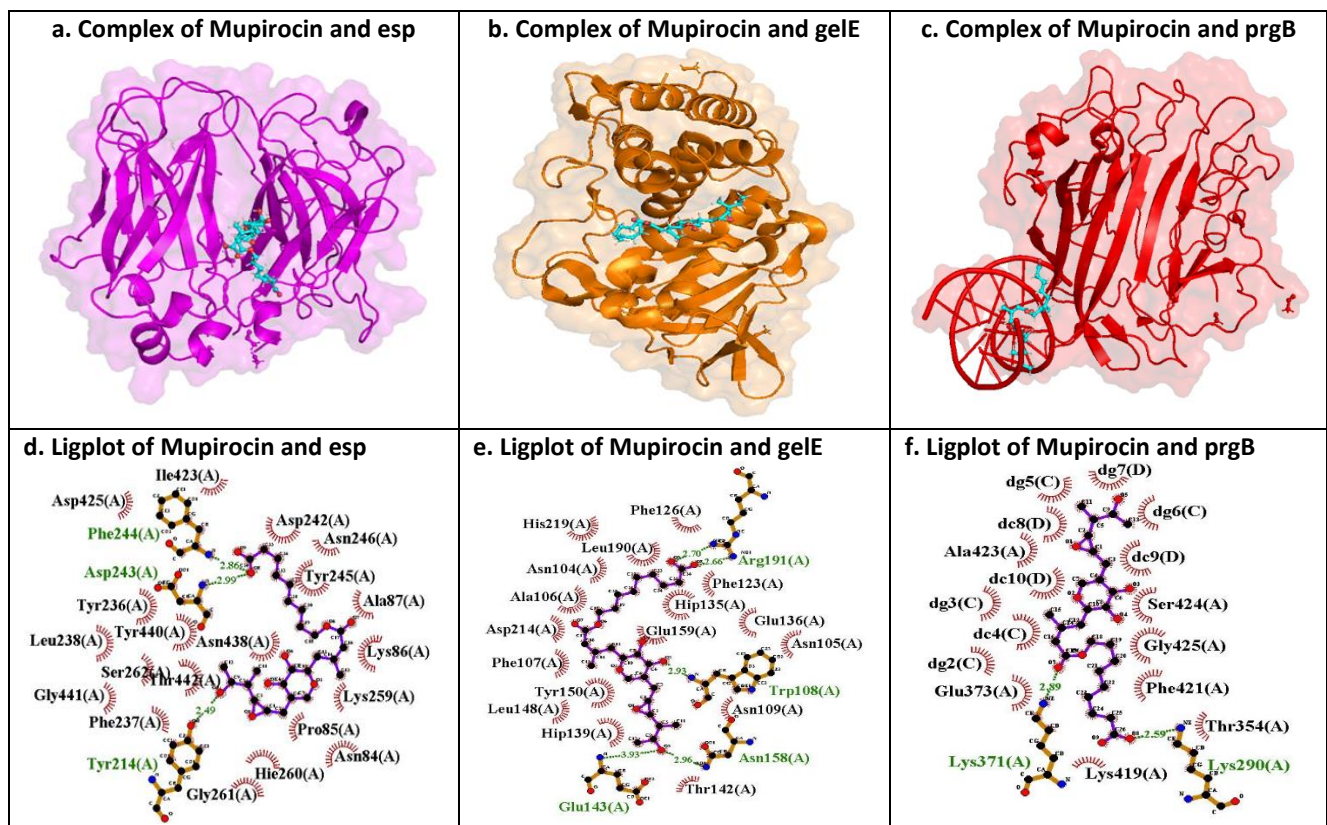 a. Complex of Mupirocin and esp
b. Complex of Mupirocin and gelE
c. Complex of Mupirocin and prgB
d. Ligplot of Mupirocin and esp
Ile423(A)
Asp425(A)
Phe244(A)
Asp242(A)
Asn246(A)
2.86
Asp243(A)
2.99
Tyr245(A)
Tyr236(A)
Ala87(A)
Leu238(A)
Tyr440(A)
Asn438(A)
Lys86(A)
Ser262(A)
Thr442(A)
Gly441(A)
Lys259(A)
2.49
Phe237(A)
Pro85(A)
Asn84(A)
Tyr214(A)
Hie260(A)
Gly261(A)
e. Ligplot of Mupirocin and gelE
Phe126(A)
His219(A)
Leu190(A)
2.70
2.66
Arg191(A)
Asn104(A)
Phe123(A)
Ala106(A)
Hip135(A)
Asp214(A)
Glu159(A)
Glu136(A)
Asn105(A)
Phe107(A)
2.93
Tyr150(A)
Trp108(A)
Leu148(A)
Asn109(A)
Hip139(A)
3.93
2.96
Asn158(A)
Thr142(A)
Glu143(A)
f. Ligplot of Mupirocin and prgB
dg7(D)
dg5(C)
dg6(C)
dc8(D)
Ala423(A)
dc9(D)
dc10(D)
dg3(C)
Ser424(A)
dc4(C)
Gly425(A)
dg2(C)
Glu373(A)
2.89
Phe421(A)
Thr354(A)
2.59
Lys371(A)
Lys419(A)
Lys290(A)